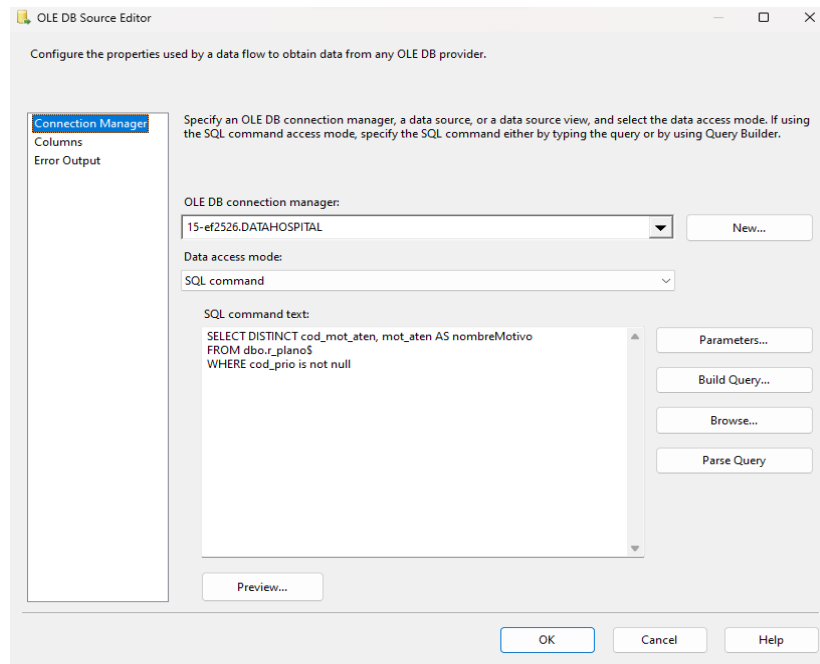 OLE DB Source Editor
Configure the properties used by a data flow to obtain data from any OLE DB provider.
Connection Manager
Columns
Error Output
Specify an OLE DB connection manager, a data source, or a data source view, and select the data access mode. If using
the SQL command access mode, specify the SQL command either by typing the query or by using Query Builder.
OLE DB connection manager:
15-ef2526.DATAHOSPITAL
New...
Data access mode:
SQL command
SQL command text:
SELECT DISTINCT cod_mot_aten, mot_aten AS nombreMotivo
FROM dbo.r_plano$
WHERE cod_prio is not null
Parameters...
Build Query...
Browse...
Parse Query
Preview...
OK
Cancel
Help